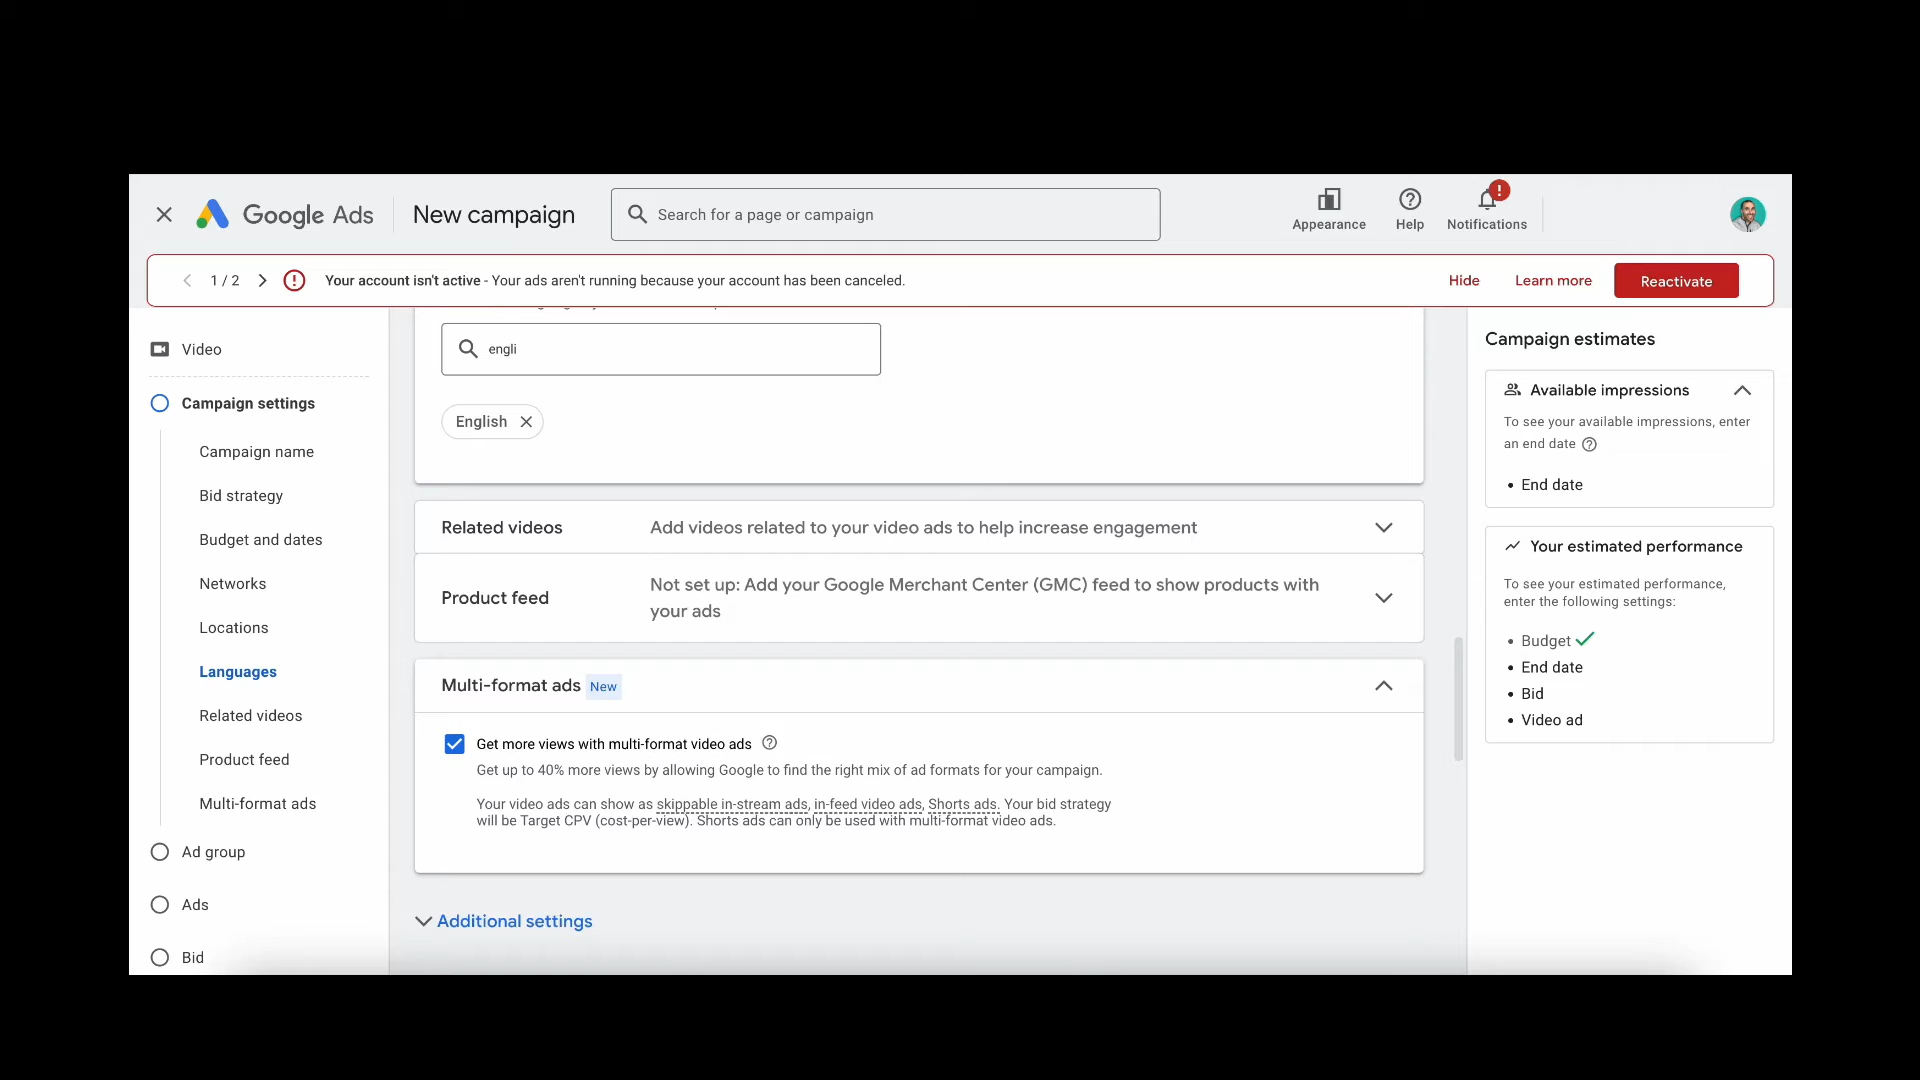 Google Ads
New campaign
Search for a page or campaign
Appearance
Help
!
Notifications
1 / 2
Your account isn't active - Your ads aren't running because your account has been canceled.
Hide
Learn more
Reactivate
Video
Campaign settings
Campaign name
Bid strategy
Budget and dates
Networks
Locations
Languages
Related videos
Product feed
Multi-format ads
Ad group
Ads
Bid
engli
English
Related videos
Add videos related to your video ads to help increase engagement
Product feed
Not set up: Add your Google Merchant Center (GMC) feed to show products with
your ads
Multi-format ads New
Get more views with multi-format video ads
Get up to 40% more views by allowing Google to find the right mix of ad formats for your campaign.
Your video ads can show as skippable in-stream ads, in-feed video ads, Shorts ads. Your bid strategy
will be Target CPV (cost-per-view). Shorts ads can only be used with multi-format video ads.
Additional settings
Campaign estimates
Available impressions
To see your available impressions, enter
an end date
• End date
Your estimated performance
To see your estimated performance,
enter the following settings:
• Budget
• End date
• Bid
• Video ad